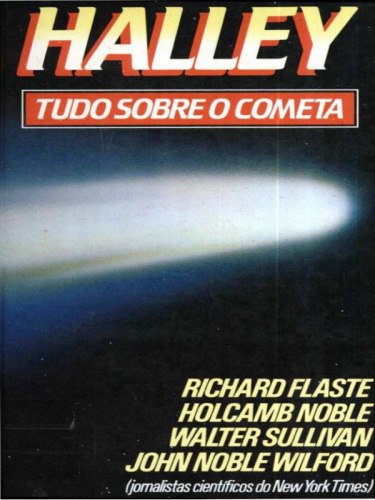 HALLEY
TUDO SOBRE O COMETA
RICHARD FLASTE
HOLCAMB NOBLE
WALTER SULLIVAN
JOHN NOBLE WILFORD
(jornalistas científicos do New York Times)